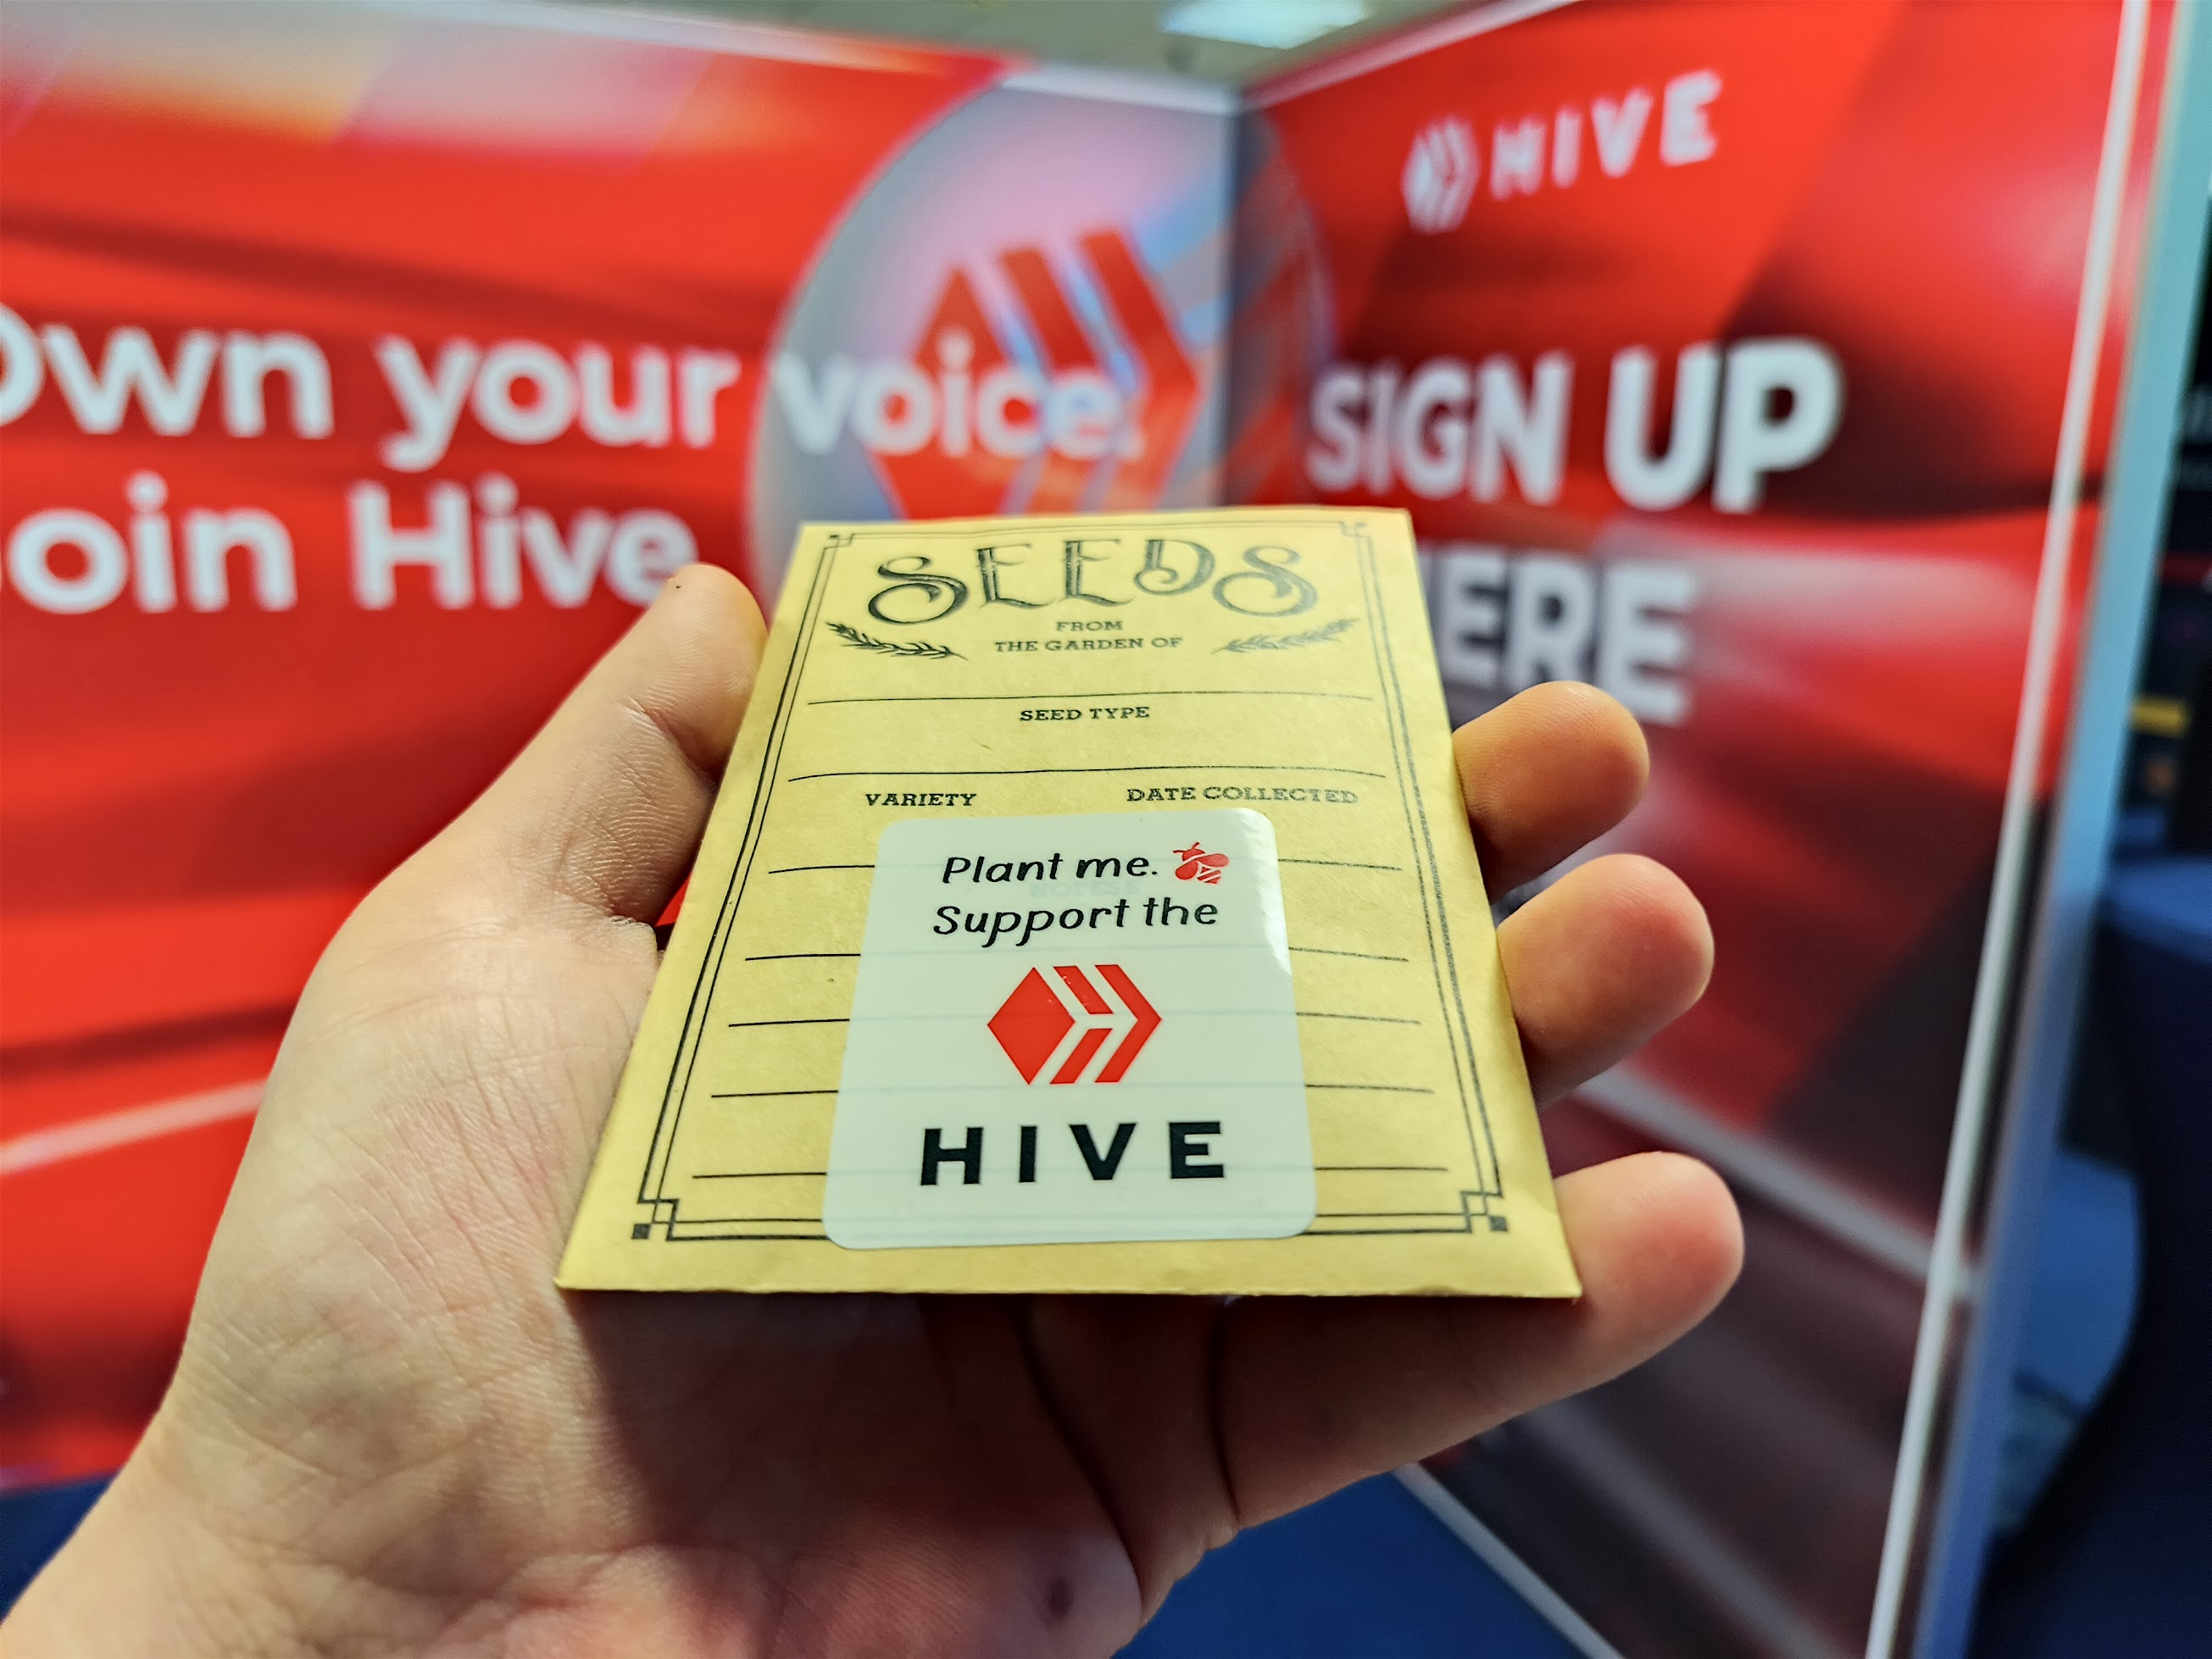 Own your voice.
Join Hive
HIVE
SIGN UP
HERE
SEEDS
FROM
THE GARDEN OF
SEED TYPE
VARIETY DATE COLLECTED
NOTES
Plant me.
Support the
HIVE